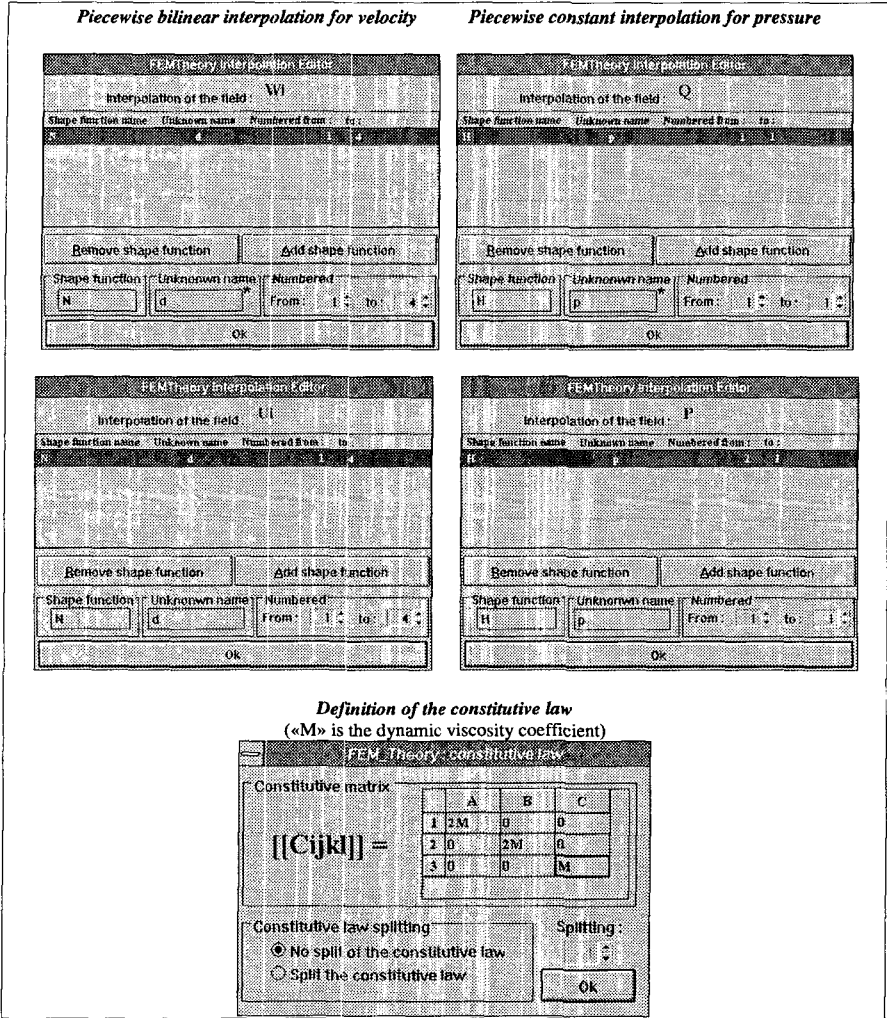 Piecewise bilinear interpolation for velocity Piecewise constant interpolation for pressure
FEMTheory Interpolation Editor
Interpolation of the field : Wi
Shape function name Unknown name Numbered from : to :
N d 1 4
Remove shape function Add shape function
Shape function Unknonwn name Numbered
N d * From : 1 to : 4
Ok
FEMTheory Interpolation Editor
Interpolation of the field : Q
Shape function name Unknown name Numbered from : to :
H p 1 1
Remove shape function Add shape function
Shape function Unknonwn name Numbered
H p * From : 1 to : 1
Ok
FEMTheory Interpolation Editor
Interpolation of the field : Ui
Shape function name Unknown name Numbered from : to
N d 1 4
Remove shape function Add shape function
Shape function Unknonwn name Numbered
N d From : 1 to : 4
Ok
FEMTheory Interpolation Editor
Interpolation of the field : P
Shape function name Unknown name Numbered from : to :
H p 1 1
Remove shape function Add shape function
Shape function Unknonwn name Numbered
H p From : 1 to : 1
Ok
Definition of the constitutive law
(«M» is the dynamic viscosity coefficient)
FEM_Theory : constitutive law
Constitutive matrix
[[Cijkl]] =
A B C
1 2M 0 0
2 0 2M 0
3 0 0 M
Constitutive law splitting Splitting :
No split of the constitutive law
Split the constitutive law
Ok